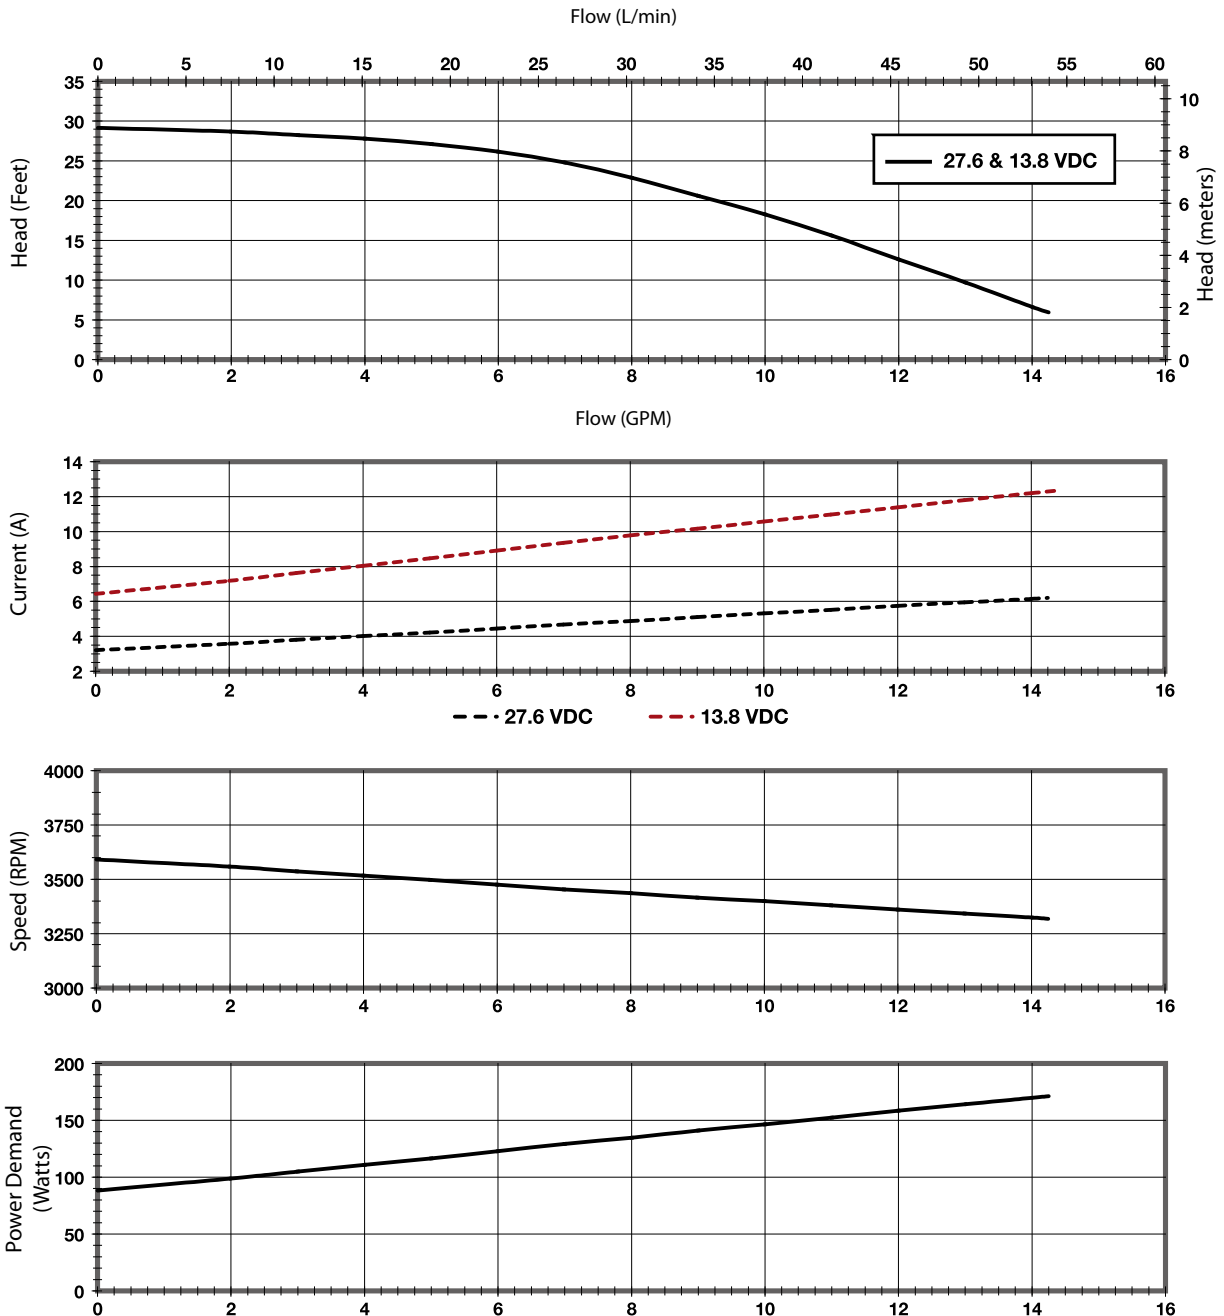 Flow (L/min)
0 5 10 15 20 25 30 35 40 45 50 55 60
35
30
25
20
15
10
5
0
Head (Feet)
27.6 & 13.8 VDC
10
8
6
4
2
0
Head (meters)
0 2 4 6 8 10 12 14 16
Flow (GPM)
14
12
10
8
6
4
2
Current (A)
0 2 4 6 8 10 12 14 16
27.6 VDC 13.8 VDC
4000
3750
3500
3250
3000
Speed (RPM)
0 2 4 6 8 10 12 14 16
200
150
100
50
0
Power Demand
(Watts)
0 2 4 6 8 10 12 14 16